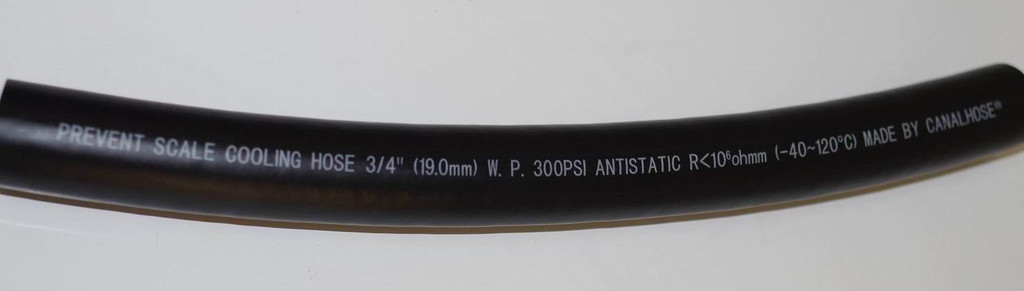 PREVENT SCALE COOLING HOSE 3/4" (19.0mm) W. P. 300PSI ANTISTATIC R<10⁶ohmm (-40~120°C) MADE BY CANALHOSE®